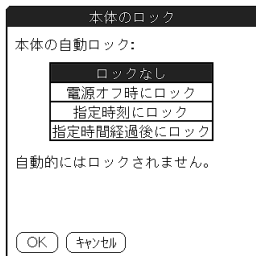 本体のロック
本体の自動ロック:
ロックなし
電源オフ時にロック
指定時刻にロック
指定時間経過後にロック
自動的にはロックされません。
OK ｷｬﾝｾﾙ